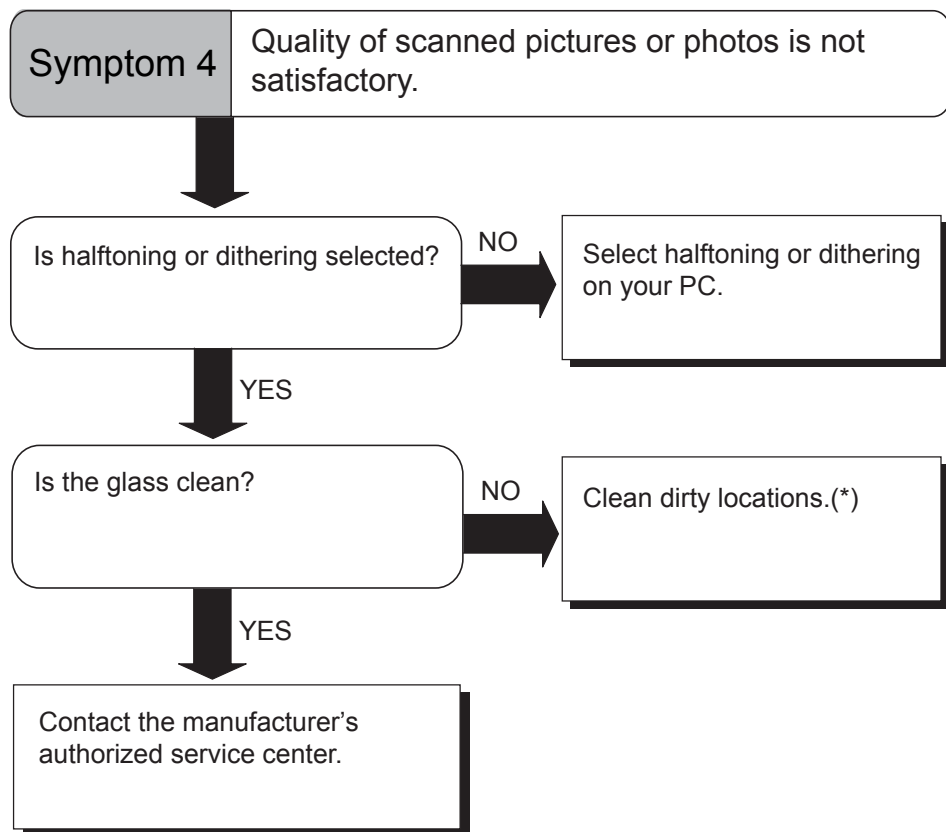 Symptom 4
Quality of scanned pictures or photos is not
satisfactory.
Is halftoning or dithering selected?
NO
Select halftoning or dithering
on your PC.
YES
Is the glass clean?
NO
Clean dirty locations.(*)
YES
Contact the manufacturer’s
authorized service center.